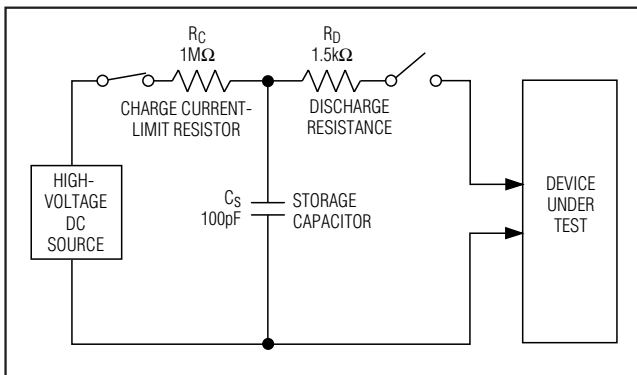 R_C
1MΩ
CHARGE CURRENT-
LIMIT RESISTOR
R_D
1.5kΩ
DISCHARGE
RESISTANCE
HIGH-
VOLTAGE
DC
SOURCE
C_S
100pF
STORAGE
CAPACITOR
DEVICE
UNDER
TEST